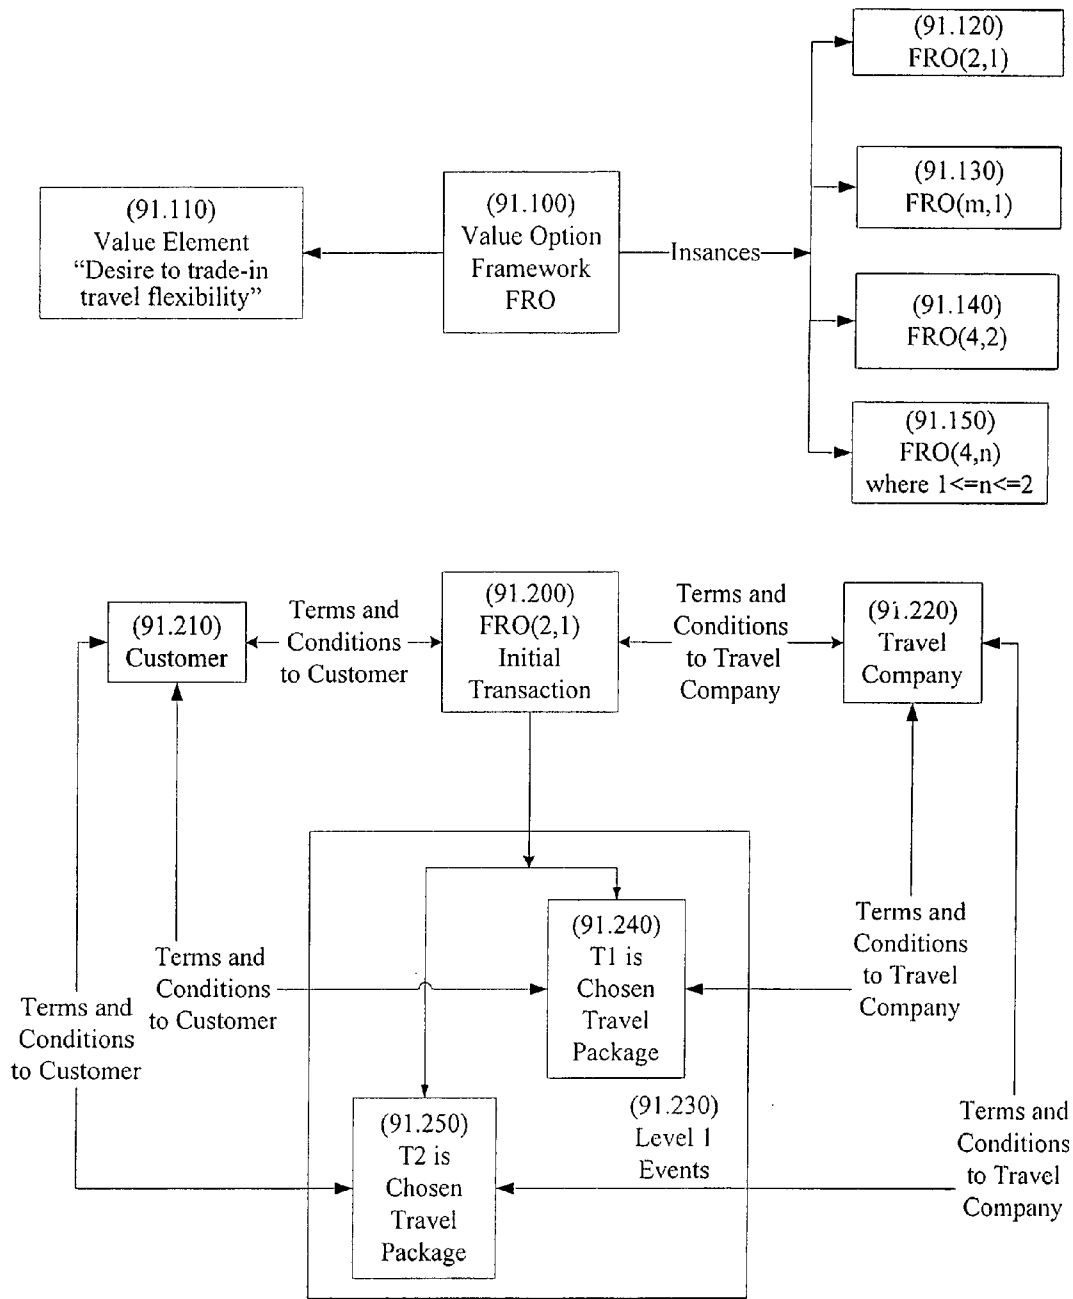 (91.120)
FRO(2,1)
(91.130)
FRO(m,1)
(91.110)
Value Element
“Desire to trade-in
travel flexibility”
(91.100)
Value Option
Framework
FRO
Insances
(91.140)
FRO(4,2)
(91.150)
FRO(4,n)
where 1<=n<=2
(91.210)
Customer
Terms and
Conditions
to Customer
(91.200)
FRO(2,1)
Initial
Transaction
Terms and
Conditions
to Travel
Company
(91.220)
Travel
Company
(91.240)
T1 is
Chosen
Travel
Package
Terms and
Conditions
to Travel
Company
Terms and
Conditions
to Customer
Terms and
Conditions
to Customer
(91.250)
T2 is
Chosen
Travel
Package
(91.230)
Level 1
Events
Terms and
Conditions
to Travel
Company